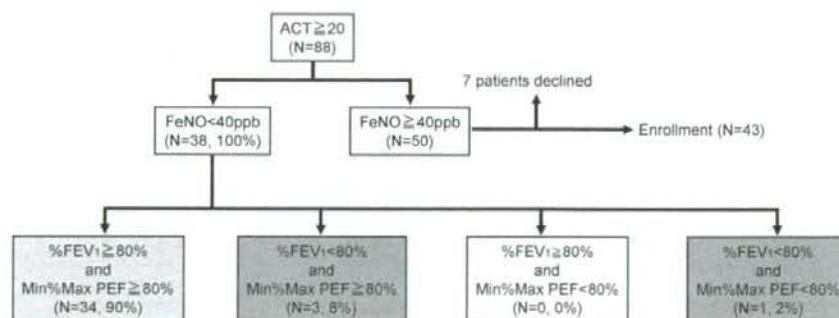 ACT≧20
(N=88)
7 patients declined
FeNO<40ppb
(N=38, 100%)
FeNO≧40ppb
(N=50)
Enrollment (N=43)
%FEV₁≧80%
and
Min%Max PEF≧80%
(N=34, 90%)
%FEV₁<80%
and
Min%Max PEF≧80%
(N=3, 8%)
%FEV₁≧80%
and
Min%Max PEF<80%
(N=0, 0%)
%FEV₁<80%
and
Min%Max PEF<80%
(N=1, 2%)